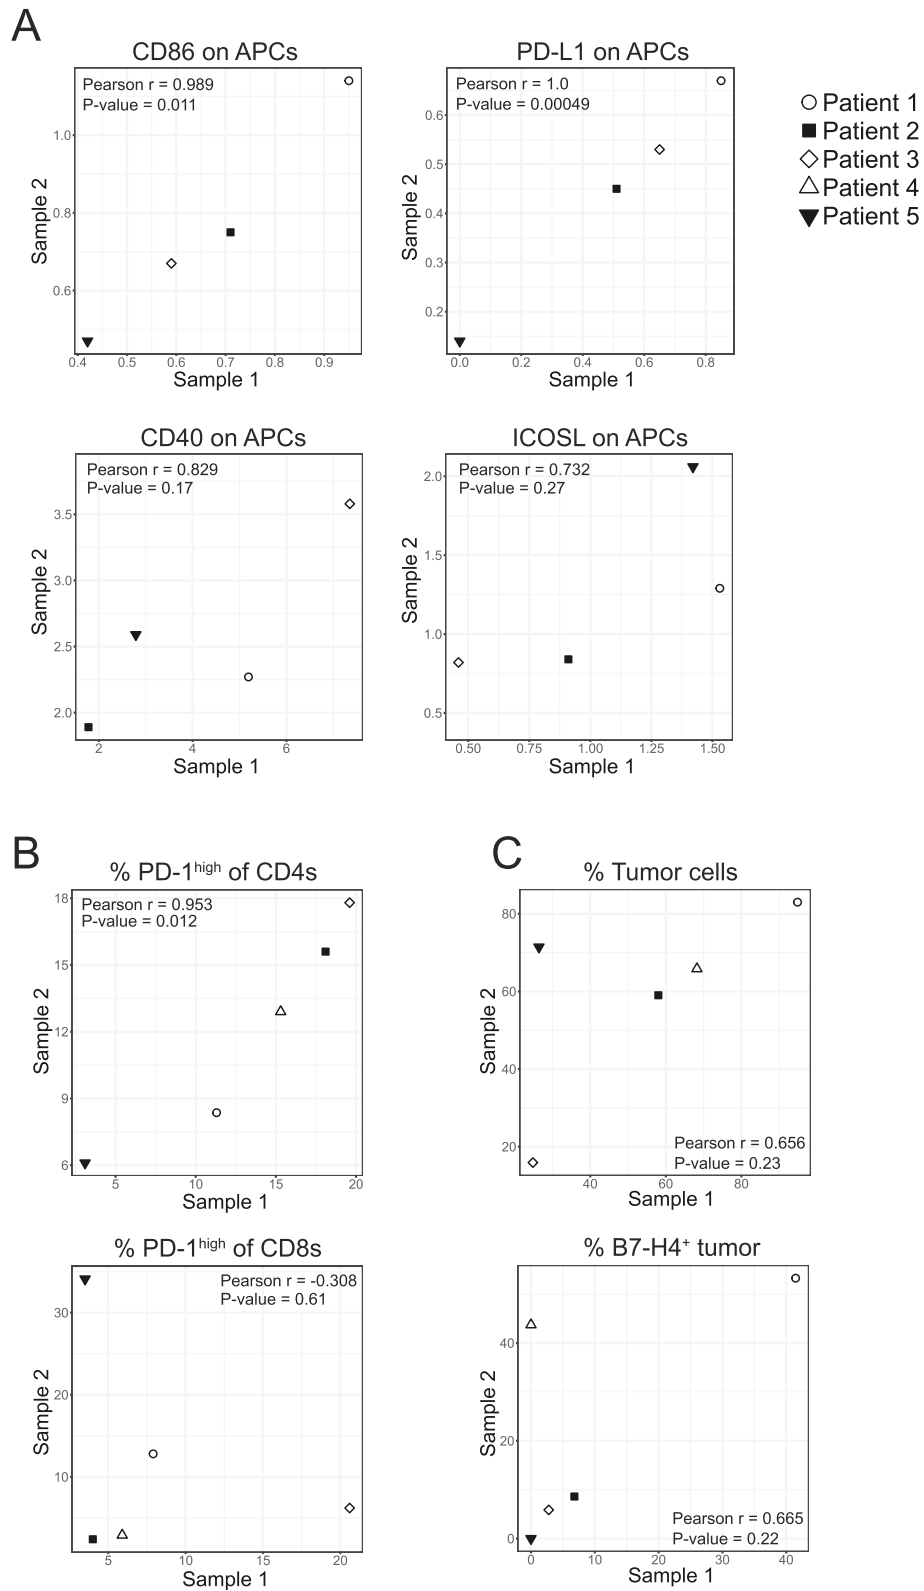 A
CD86 on APCs
Pearson r = 0.989
P-value = 0.011
Sample 2
1.0
0.8
0.6
0.4 0.5 0.6 0.7 0.8 0.9
Sample 1
PD-L1 on APCs
Pearson r = 1.0
P-value = 0.00049
Sample 2
0.6
0.5
0.4
0.3
0.2
0.0 0.2 0.4 0.6 0.8
Sample 1
Patient 1
Patient 2
Patient 3
Patient 4
Patient 5
CD40 on APCs
Pearson r = 0.829
P-value = 0.17
Sample 2
3.5
3.0
2.5
2.0
2 4 6
Sample 1
ICOSL on APCs
Pearson r = 0.732
P-value = 0.27
Sample 2
2.0
1.5
1.0
0.5
0.50 0.75 1.00 1.25 1.50
Sample 1
B
% PD-1high of CD4s
Pearson r = 0.953
P-value = 0.012
Sample 2
18
15
12
9
6
5 10 15 20
Sample 1
% PD-1high of CD8s
Pearson r = -0.308
P-value = 0.61
Sample 2
30
20
10
5 10 15 20
Sample 1
C
% Tumor cells
Sample 2
80
60
40
20
Pearson r = 0.656
P-value = 0.23
40 60 80
Sample 1
% B7-H4+ tumor
Sample 2
40
20
0
Pearson r = 0.665
P-value = 0.22
0 10 20 30 40
Sample 1